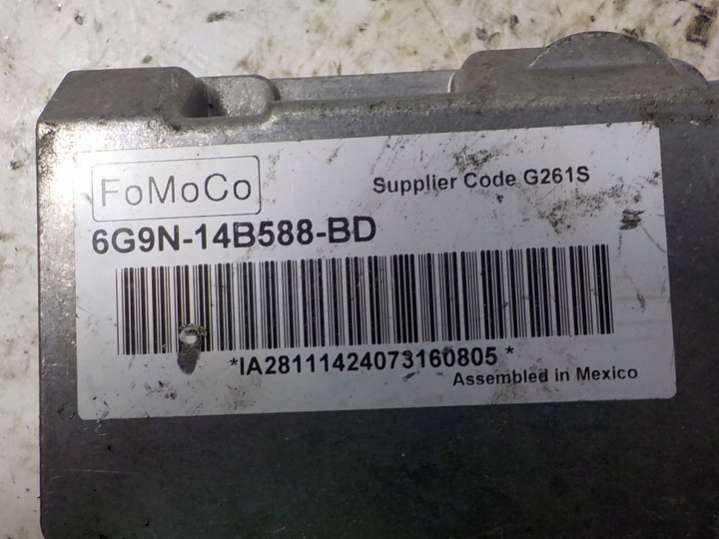 FoMoCo
Supplier Code G261S
6G9N-14B588-BD
*IA28111424073160805*
Assembled in Mexico